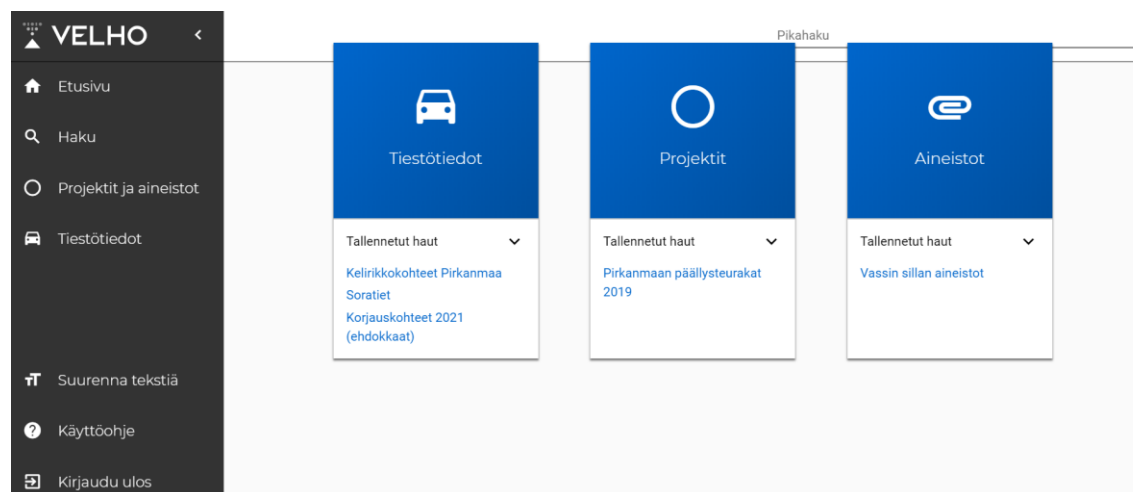 VELHO
Etusivu
Haku
Projektit ja aineistot
Tiestötiedot
Suurenna tekstiä
Käyttöohje
Kirjaudu ulos
Pikahaku
Tiestötiedot
Tallennetut haut
Kelirikkokohteet Pirkanmaa
Soratiet
Korjauskohteet 2021
(ehdokkaat)
Projektit
Tallennetut haut
Pirkanmaan päällysteurakat
2019
Aineistot
Tallennetut haut
Vassin sillan aineistot